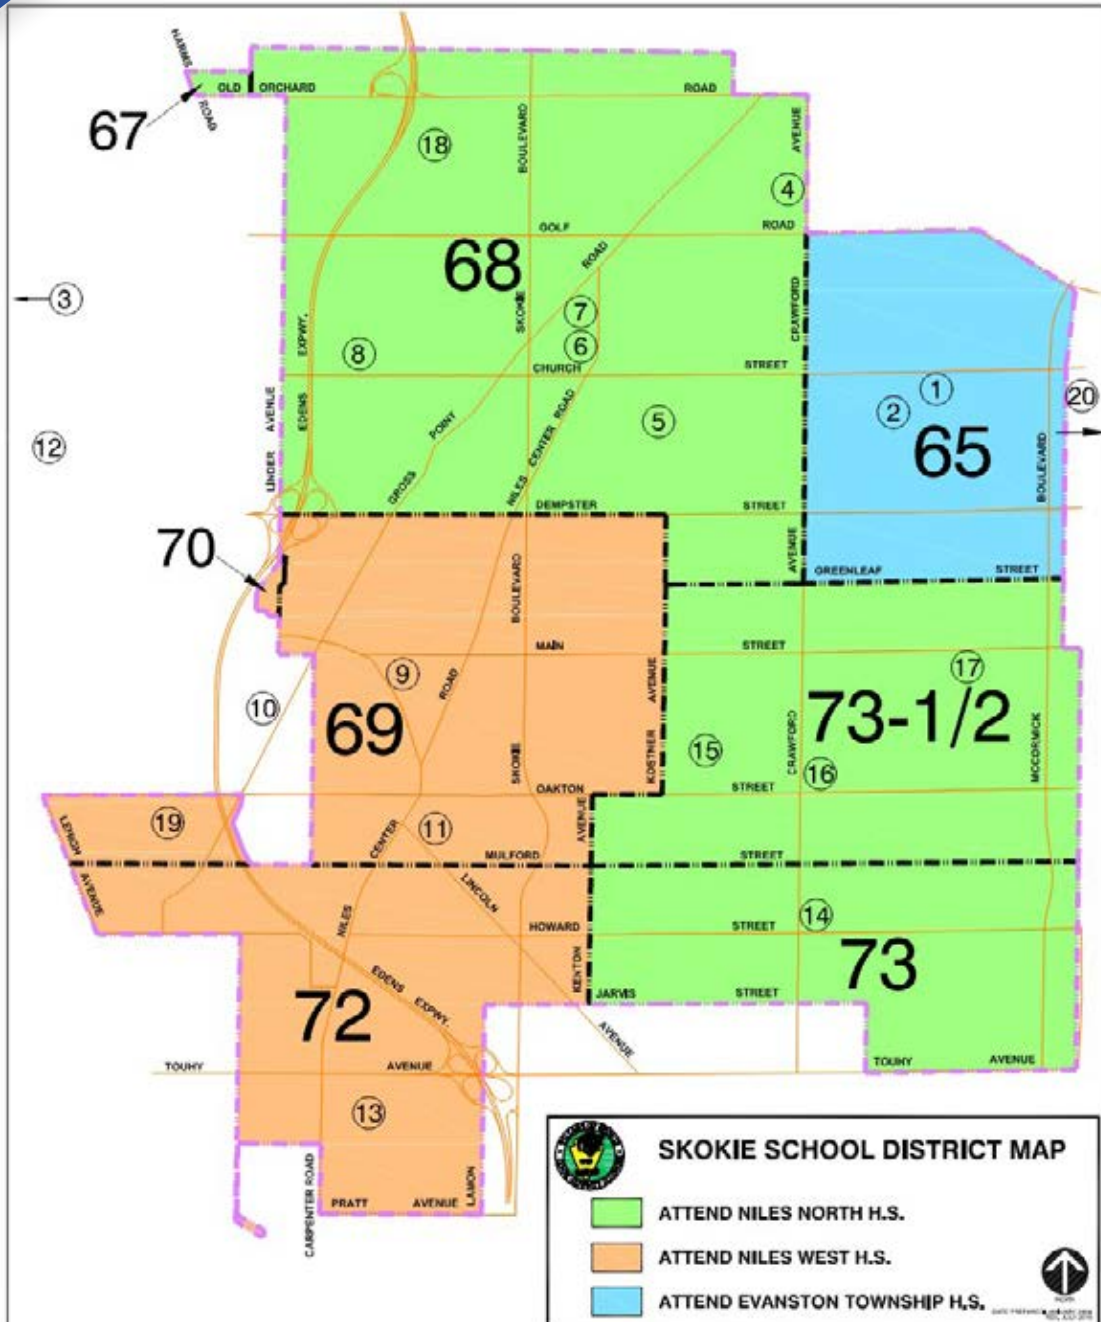 HARMS
ROAD
67
OLD ORCHARD ROAD
18
BOULEVARD
AVENUE
4
GOLF ROAD
68
ROAD
3
EXPWY.
SKOKIE
7
CRAWFORD
8
6
CHURCH STREET
1
20
LINDER AVENUE
EDENS
POINT
NILES CENTER ROAD
5
2
65
12
BOULEVARD
GROSS
DEMPSTER STREET
70
AVENUE
GREENLEAF STREET
BOULEVARD
MAIN STREET
9
ROAD
AVENUE
17
10
69
73-1/2
SKOKIE
KOSTNER
15
CRAWFORD
16
MCCORMICK
OAKTON STREET
LEHIGH
19
CENTER
11
AVENUE
MULFORD STREET
AVENUE
LINCOLN
NILES
HOWARD STREET
14
73
EDENS
EXPWY.
KENTON
JARVIS STREET
72
AVENUE
TOUHY AVENUE
TOUHY AVENUE
13
CARPENTER ROAD
PRATT AVENUE
LAMON
SKOKIE SCHOOL DISTRICT MAP
ATTEND NILES NORTH H.S.
ATTEND NILES WEST H.S.
ATTEND EVANSTON TOWNSHIP H.S.
NORTH